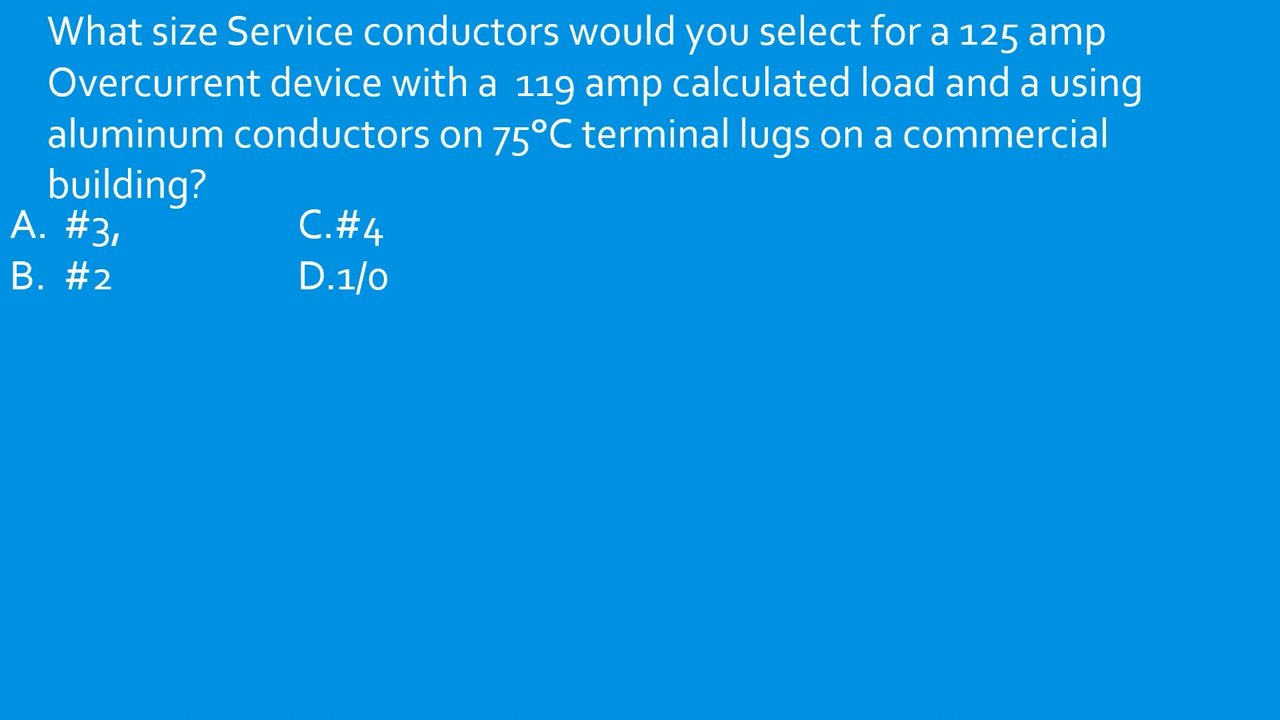 What size Service conductors would you select for a 125 amp
Overcurrent device with a  119 amp calculated load and a using
aluminum conductors on 75°C terminal lugs on a commercial
building?
A. #3, C.#4
B. #2 D.1/0